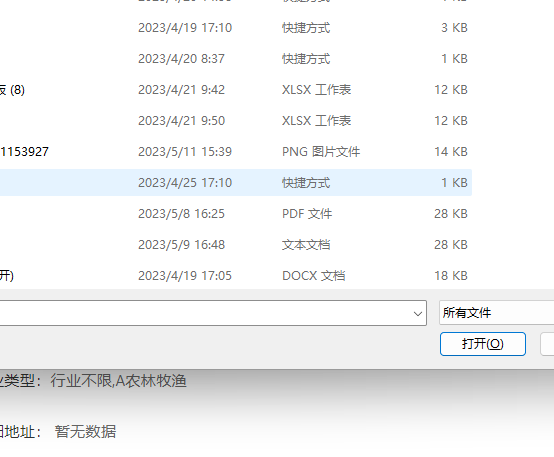 2023/4/19 17:10 快捷方式 3 KB
2023/4/20 8:37 快捷方式 1 KB
(8) 2023/4/21 9:42 XLSX 工作表 12 KB
2023/4/21 9:50 XLSX 工作表 12 KB
1153927 2023/5/11 15:39 PNG 图片文件 14 KB
2023/4/25 17:10 快捷方式 1 KB
2023/5/8 16:25 PDF 文件 28 KB
2023/5/9 16:48 文本文档 28 KB
开) 2023/4/19 17:05 DOCX 文档 18 KB
所有文件
打开(O)
业类型：行业不限,A农林牧渔
地址： 暂无数据